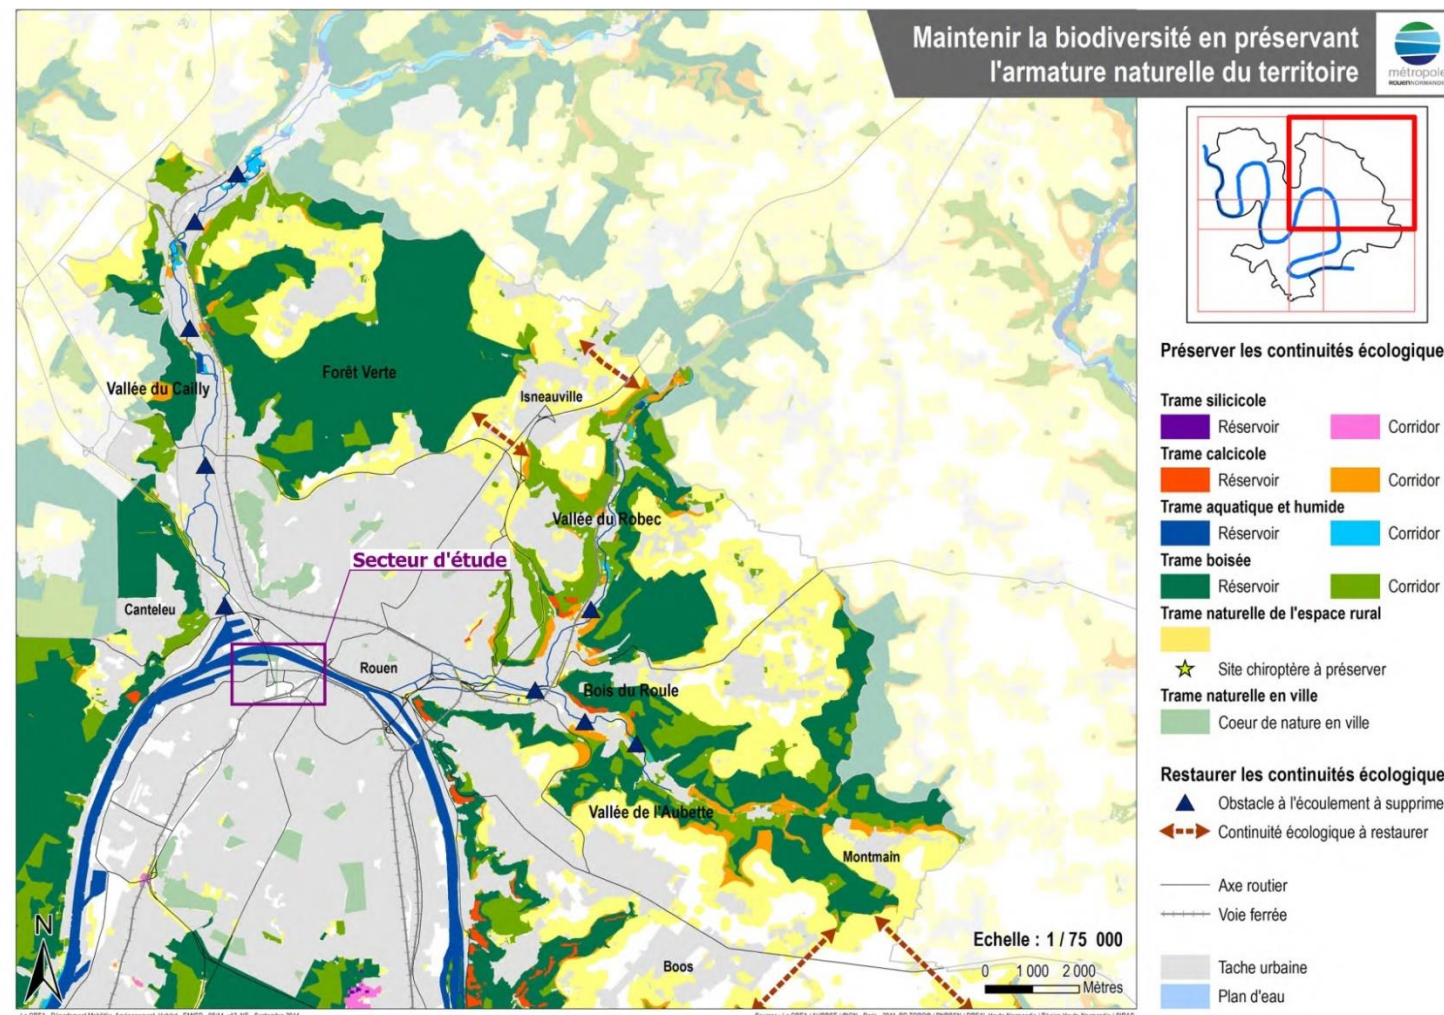 Maintenir la biodiversité en préservant
l'armature naturelle du territoire
métropole
ROUENNORMANDIE
Forêt Verte
Vallée du Cailly
Isneauville
Vallée du Robec
Secteur d'étude
Canteleu
Rouen
Bois du Roule
Vallée de l'Aubette
Montmain
Boos
N
Echelle : 1 / 75 000
0 1 000 2 000
Mètres
Préserver les continuités écologique
Trame silicicole
Réservoir Corridor
Trame calcicole
Réservoir Corridor
Trame aquatique et humide
Réservoir Corridor
Trame boisée
Réservoir Corridor
Trame naturelle de l'espace rural
Site chiroptère à préserver
Trame naturelle en ville
Coeur de nature en ville
Restaurer les continuités écologique
Obstacle à l'écoulement à supprime
Continuité écologique à restaurer
Axe routier
Voie ferrée
Tache urbaine
Plan d'eau